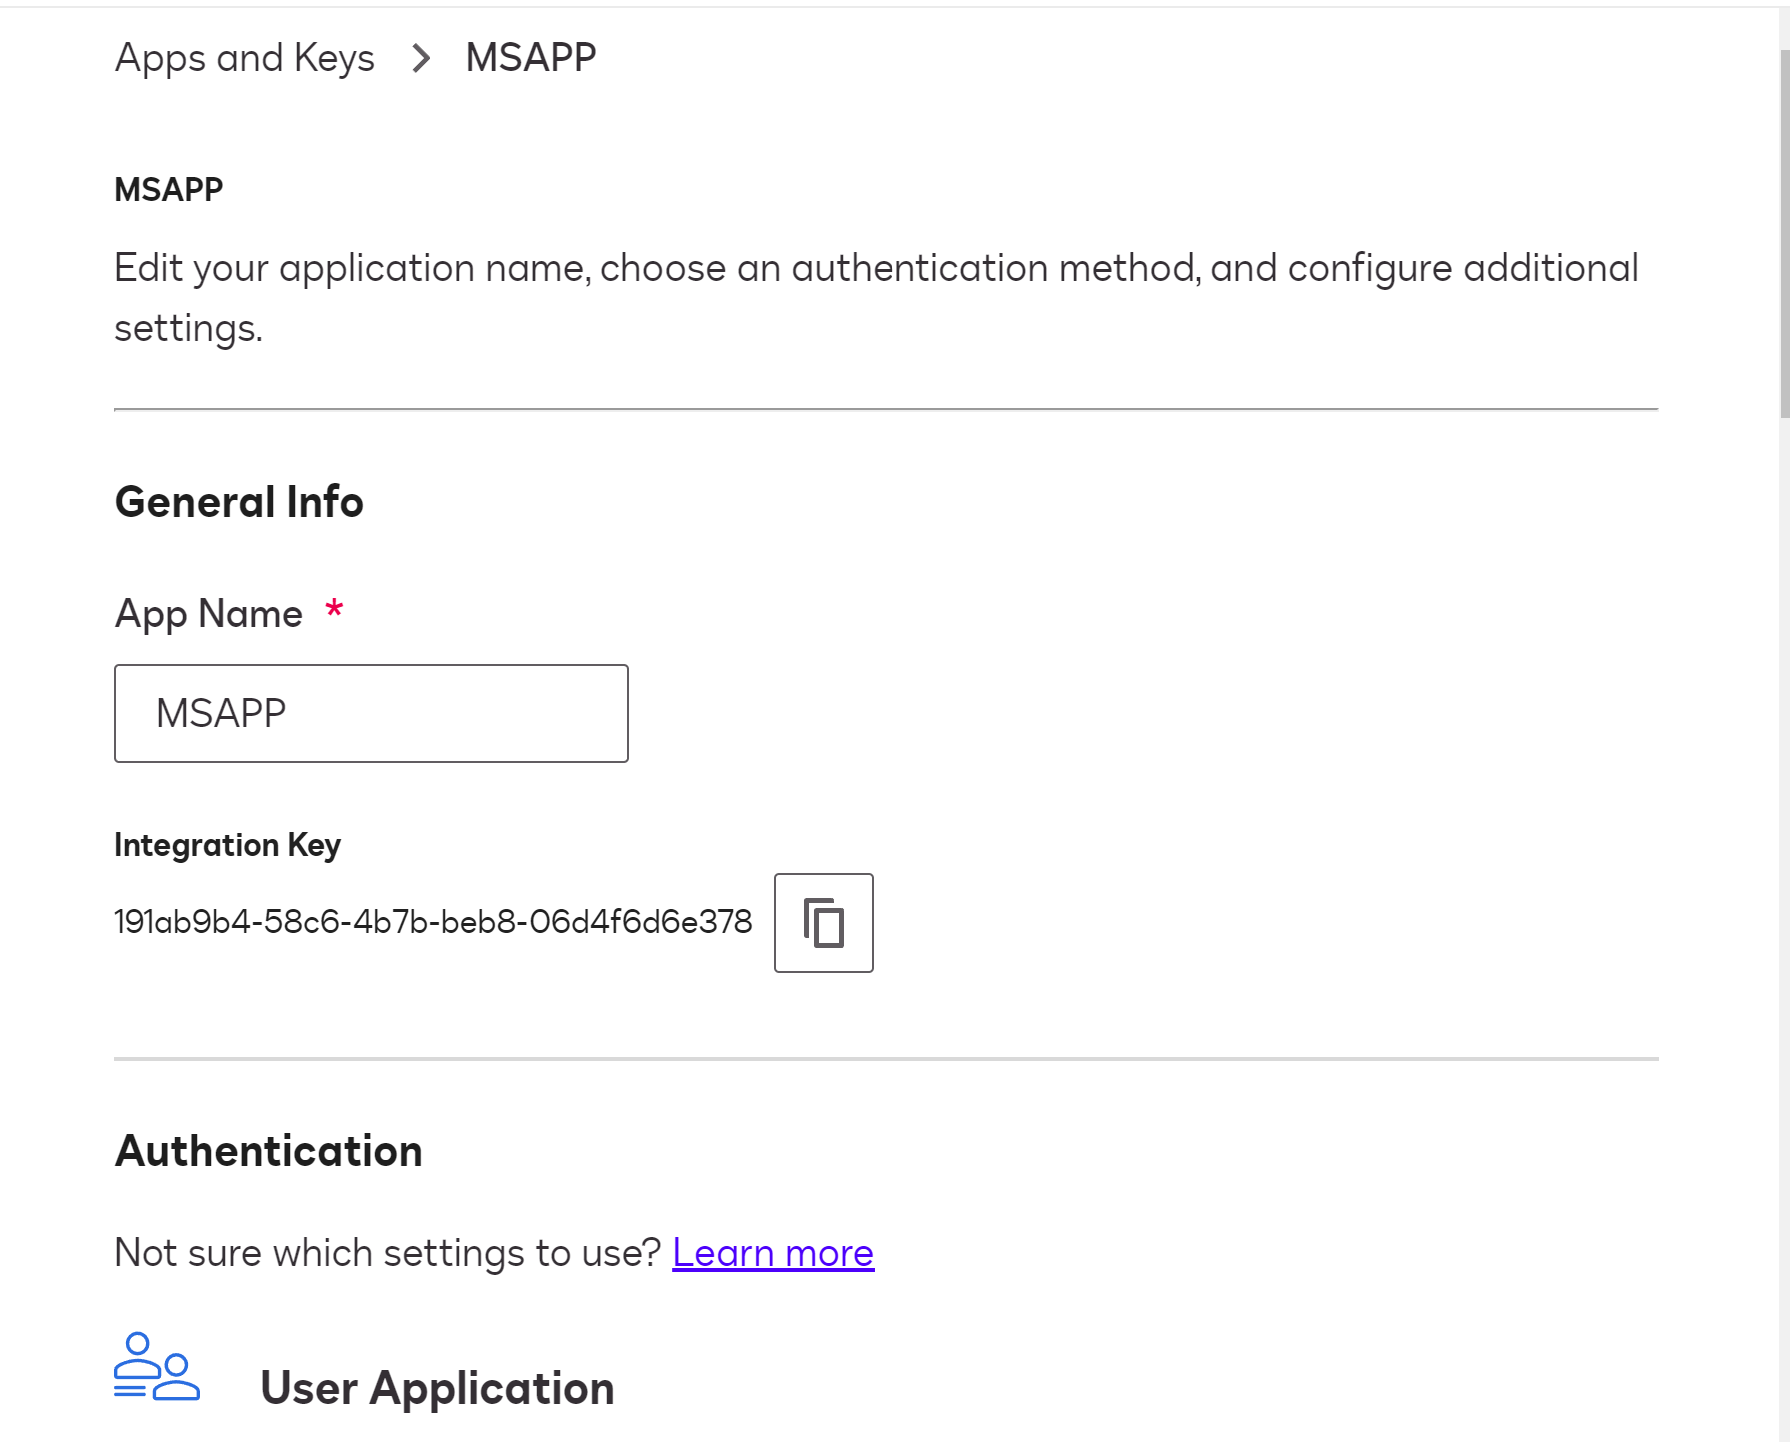 Apps and Keys > MSAPP
MSAPP
Edit your application name, choose an authentication method, and configure additional
settings.
General Info
App Name *
MSAPP
Integration Key
191ab9b4-58c6-4b7b-beb8-06d4f6d6e378
Authentication
Not sure which settings to use? Learn more
User Application